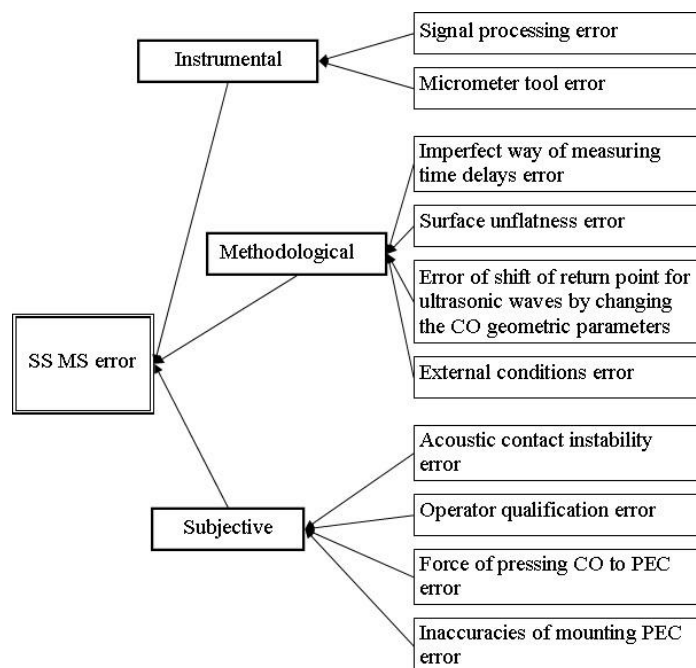 Signal processing error
Instrumental
Micrometer tool error
Imperfect way of measuring
time delays error
Surface unflatness error
Methodological
Error of shift of return point for
ultrasonic waves by changing
the CO geometric parameters
SS MS error
External conditions error
Acoustic contact instability
error
Operator qualification error
Subjective
Force of pressing CO to PEC
error
Inaccuracies of mounting PEC
error